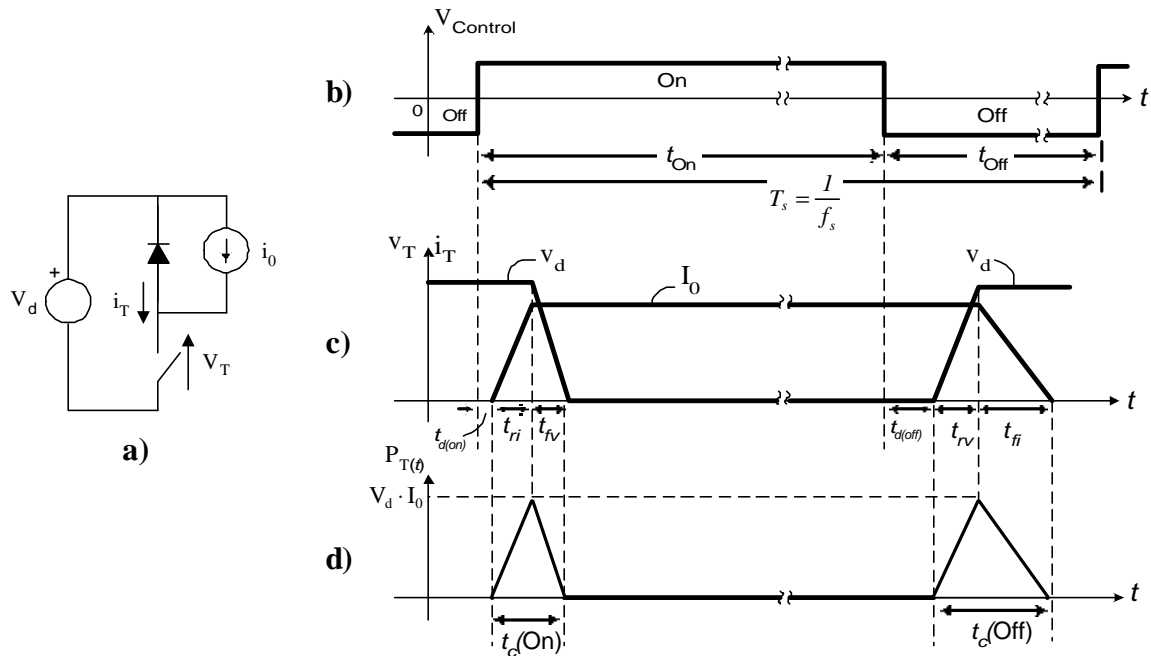 V_Control
b)
On
0
Off
Off
t
t_On
t_Off
T_s = 1/f_s
V_d
+
i_T
i_0
V_T
a)
v_T i_T
v_d
I_0
v_d
c)
t
t_d(on)
t_ri
t_fv
t_d(off)
t_rv
t_fi
P_T(t)
V_d · I_0
d)
t
t_c(On)
t_c(Off)